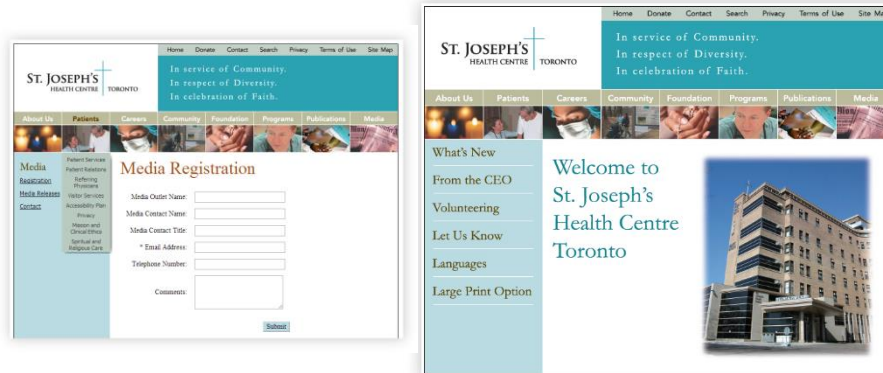 Home Donate Contact Search Privacy Terms of Use Site Map
ST. JOSEPH'S
HEALTH CENTRE TORONTO
In service of Community.
In respect of Diversity.
In celebration of Faith.
About Us Patients Careers Community Foundation Programs Publications Media
Media
Registration
Media Releases
Contact
Patient Services
Patient Relations
Referring
Physicians
Visitor Services
Accessibility Plan
Privacy
Mission and
Clinical Ethics
Spiritual and
Religious Care
Media Registration
Media Outlet Name:
Media Contact Name:
Media Contact Title:
* Email Address:
Telephone Number:
Comments:
Submit
Home Donate Contact Search Privacy Terms of Use Site Ma
ST. JOSEPH'S
HEALTH CENTRE TORONTO
In service of Community.
In respect of Diversity.
In celebration of Faith.
About Us Patients Careers Community Foundation Programs Publications Media
What's New
From the CEO
Volunteering
Let Us Know
Languages
Large Print Option
Welcome to
St. Joseph's
Health Centre
Toronto